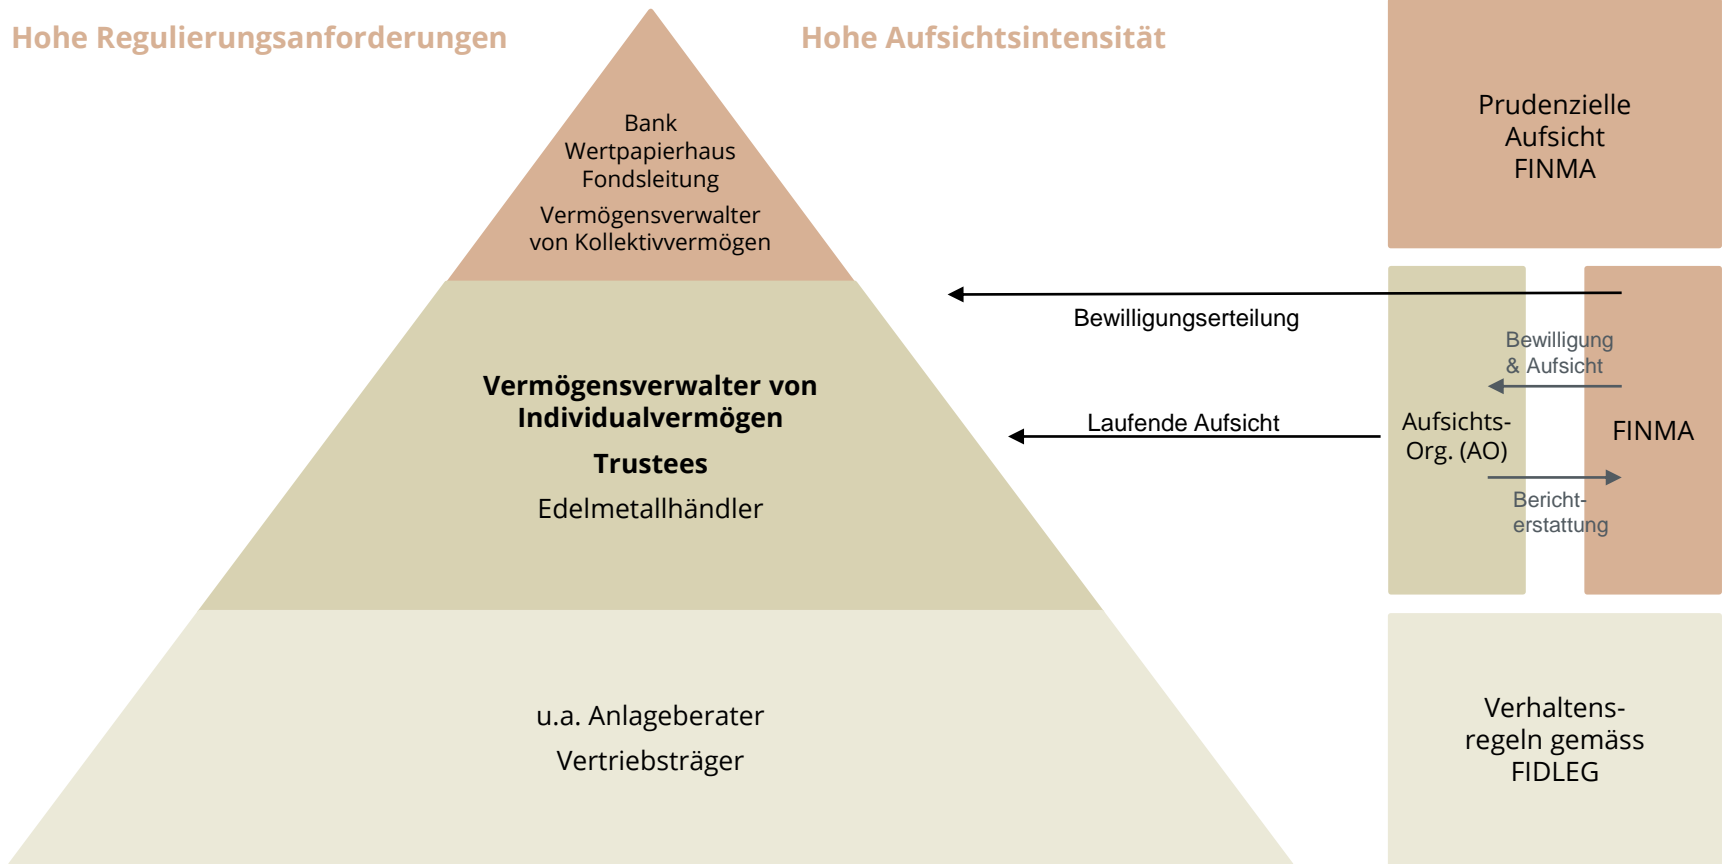 Hohe Regulierungsanforderungen
Hohe Aufsichtsintensität
Bank
Wertpapierhaus
Fondsleitung
Vermögensverwalter
von Kollektivvermögen
Prudenzielle
Aufsicht
FINMA
Vermögensverwalter von
Individualvermögen
Trustees
Edelmetallhändler
Bewilligungserteilung
Laufende Aufsicht
Bewilligung
& Aufsicht
Aufsichts-
Org. (AO)
FINMA
Bericht-
erstattung
u.a. Anlageberater
Vertriebsträger
Verhaltens-
regeln gemäss
FIDLEG